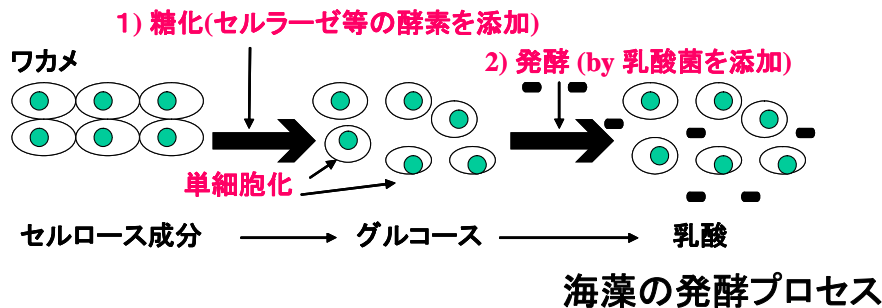 １）糖化(セルラーゼ等の酵素を添加)
ワカメ
2) 発酵 (by 乳酸菌を添加)
単細胞化
セルロース成分
グルコース
乳酸
海藻の発酵プロセス